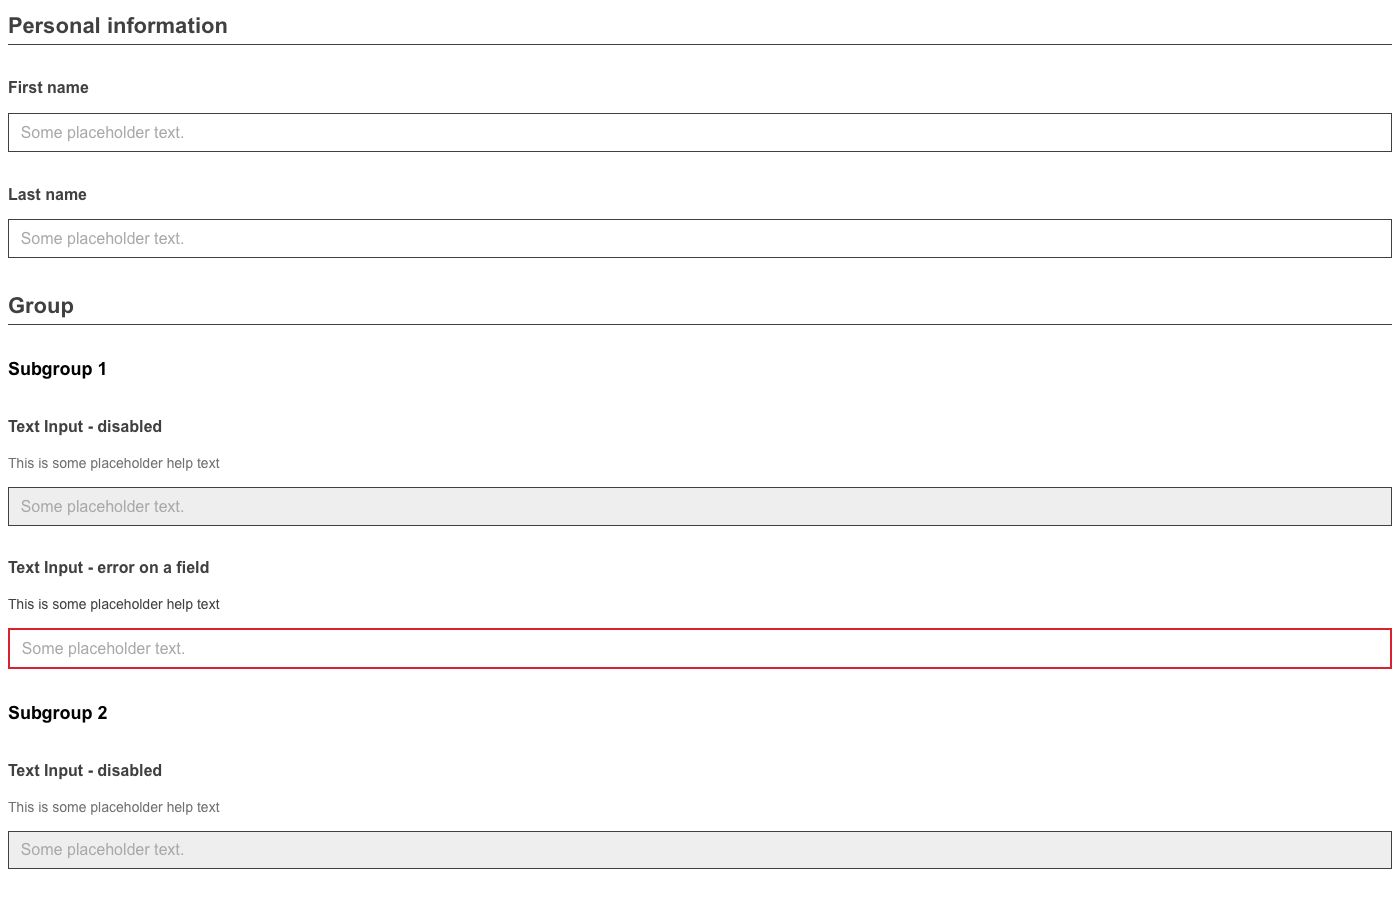 Personal information
First name
Some placeholder text.
Last name
Some placeholder text.
Group
Subgroup 1
Text Input - disabled
This is some placeholder help text
Some placeholder text.
Text Input - error on a field
This is some placeholder help text
Some placeholder text.
Subgroup 2
Text Input - disabled
This is some placeholder help text
Some placeholder text.